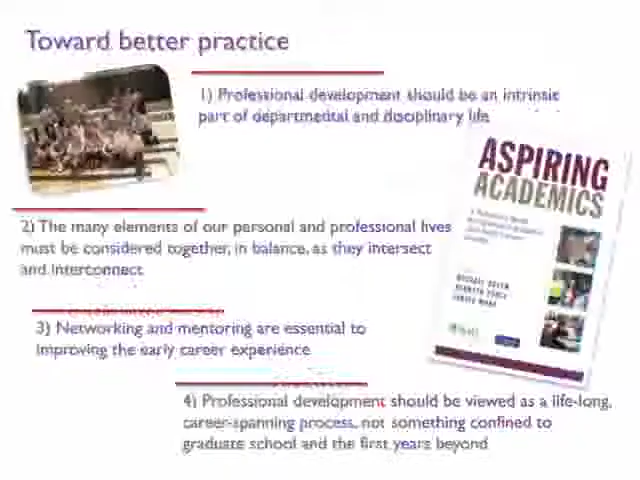 Toward better practice
1) Professional development should be an intrinsic
part of departmental and disciplinary life
ASPIRING
ACADEMICS
2) The many elements of our personal and professional lives
must be considered together, in balance, as they intersect
and interconnect
3) Networking and mentoring are essential to
improving the early career experience
4) Professional development should be viewed as a life-long,
career-spanning process, not something confined to
graduate school and the first years beyond